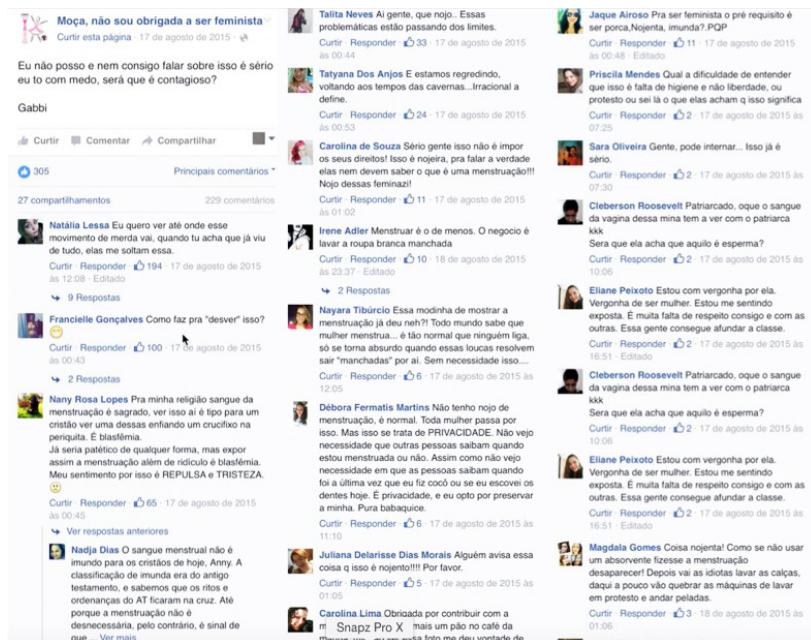 Moça, não sou obrigada a ser feminista
Curtir esta página · 17 de agosto de 2015 ·
Eu não posso e nem consigo falar sobre isso é sério
eu to com medo, será que é contagioso?
Gabbi
Curtir Comentar Compartilhar
305 Principais comentários
27 compartilhamentos 229 comentários
Natália Lessa Eu quero ver até onde esse
movimento de merda vai, quando tu acha que já viu
de tudo, elas me soltam essa.
Curtir · Responder · 194 · 17 de agosto de 2015
às 12:08 · Editado
9 Respostas
Francielle Gonçalves Como faz pra "desver" isso?
Curtir · Responder · 100 · 17 de agosto de 2015
às 00:43
2 Respostas
Nany Rosa Lopes Pra minha religião sangue da
menstruação é sagrado, ver isso aí é tipo para um
cristão ver uma dessas enfiando um crucifixo na
periquita. É blasfêmia.
Já seria patético de qualquer forma, mas expor
assim a menstruação além de ridículo é blasfêmia.
Meu sentimento por isso é REPULSA e TRISTEZA.
Curtir · Responder · 65 · 17 de agosto de 2015
às 00:45
Ver respostas anteriores
Nadja Dias O sangue menstrual não é
imundo para os cristãos de hoje, Anny. A
classificação de imunda era do antigo
testamento, e sabemos que os ritos e
ordenanças do AT ficaram na cruz. Até
porque a menstruação não é
desnecessária, pelo contrário, é sinal de
que ... Ver mais
Talita Neves Ai gente, que nojo.. Essas
problemáticas estão passando dos limites.
Curtir · Responder · 33 · 17 de agosto de 2015
às 00:44
Tatyana Dos Anjos E estamos regredindo,
voltando aos tempos das cavernas...Irracional a
define.
Curtir · Responder · 24 · 17 de agosto de 2015
às 00:53
Carolina de Souza Sério gente isso não é impor
os seus direitos! Isso é nojeira, pra falar a verdade
elas nem devem saber o que é menstruação!!!
Nojo dessas feminazi!
Curtir · Responder · 11 · 17 de agosto de 2015
às 01:02
Irene Adler Menstruar é o de menos. O negocio é
lavar a roupa branca manchada
Curtir · Responder · 10 · 18 de agosto de 2015
às 23:37 · Editado
2 Respostas
Nayara Tibúrcio Essa modinha de mostrar a
menstruação já deu neh?! Todo mundo sabe que
mulher menstrua... é tão normal que ninguém liga,
só se torna absurdo quando essas loucas resolvem
sair "manchadas" por ai. Sem necessidade isso....
Curtir · Responder · 6 · 17 de agosto de 2015 às
12:05
Débora Fermatis Martins Não tenho nojo de
menstruação, é normal. Toda mulher passa por
isso. Mas isso se trata de PRIVACIDADE. Não vejo
necessidade que outras pessoas saibam quando
estou menstruada ou não. Assim como não vejo
necessidade em que as pessoas saibam quando
foi a última vez que fiz cocô ou se eu escovei os
dentes hoje. É privacidade, e eu opto por preservar
a minha. Pura babaquice.
Curtir · Responder · 6 · 17 de agosto de 2015 às
11:10
Juliana Delarisse Dias Morais Alguém avisa essa
coisa q isso é nojento!!!! Por favor.
Curtir · Responder · 5 · 17 de agosto de 2015 às
01:05
Carolina Lima Obrigada por contribuir com a
mais um pão no café da
foto me deu vontade de
Snapz Pro X
Jaque Airoso Pra ser feminista o pré requisito é
ser porca,Nojenta, imunda?.PQP
Curtir · Responder · 11 · 17 de agosto de 2015
às 00:48 · Editado
Priscila Mendes Qual a dificuldade de entender
que isso é falta de higiene e não liberdade, ou
protesto ou sei lá o que elas acham q isso significa
Curtir · Responder · 2 · 17 de agosto de 2015 às
07:25
Sara Oliveira Gente, pode internar... Isso já é
sério.
Curtir · Responder · 2 · 17 de agosto de 2015 às
07:30
Cleberson Roosevelt Patriarcado, oque o sangue
da vagina dessa mina tem a ver com o patriarca
kkk
Sera que ela acha que aquilo é esperma?
Curtir · Responder · 2 · 17 de agosto de 2015 às
10:06
Eliane Peixoto Estou com vergonha por ela.
Vergonha de ser mulher. Estou me sentindo
exposta. É muita falta de respeito consigo e com as
outras. Essa gente consegue afundar a classe.
Curtir · Responder · 2 · 17 de agosto de 2015 às
16:51 · Editado
Cleberson Roosevelt Patriarcado, oque o sangue
da vagina dessa mina tem a ver com o patriarca
kkk
Sera que ela acha que aquilo é esperma?
Curtir · Responder · 2 · 17 de agosto de 2015 às
10:06
Eliane Peixoto Estou com vergonha por ela.
Vergonha de ser mulher. Estou me sentindo
exposta. É muita falta de respeito consigo e com as
outras. Essa gente consegue afundar a classe.
Curtir · Responder · 2 · 17 de agosto de 2015 às
16:51 · Editado
Magdala Gomes Coisa nojenta! Como se não usar
um absorvente fizesse a menstruação
desaparecer! Depois vai as idiotas lavar as calças,
daqui a pouco vão quebrar as máquinas de lavar
em protesto e andar peladas.
Curtir · Responder · 3 · 18 de agosto de 2015 às
01:06